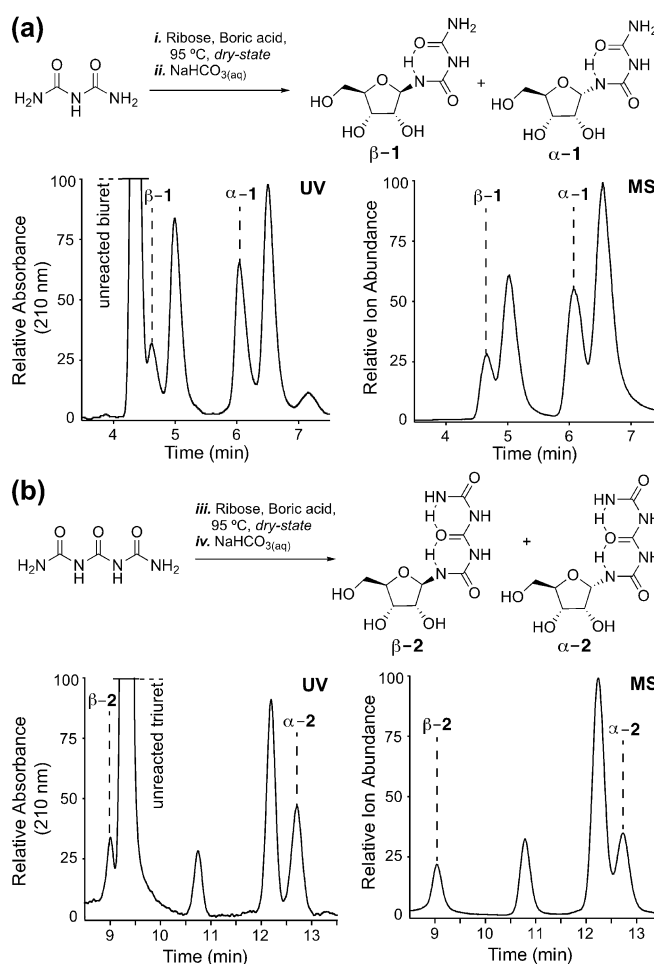 (a)
i. Ribose, Boric acid,
95 ºC, dry-state
ii. NaHCO3(aq)
O O
H2N N H NH2
NH2
O NH
H
HO O N O
HO OH
β-1
+
NH2
O NH
H
HO O N O
HO OH
α-1
UV
Relative Absorbance
(210 nm)
100
75
50
25
0
unreacted biuret
β-1
α-1
4 5 6 7
Time (min)
MS
Relative Ion Abundance
100
75
50
25
0
β-1
α-1
4 5 6 7
Time (min)
(b)
iii. Ribose, Boric acid,
95 ºC, dry-state
iv. NaHCO3(aq)
O O O
H2N N H N H NH2
NH O
H NH
O
H NH
HO O N O
HO OH
β-2
+
NH O
H NH
O
H NH
HO O N O
HO OH
α-2
UV
Relative Absorbance
(210 nm)
100
75
50
25
0
β-2
unreacted triuret
α-2
9 10 11 12 13
Time (min)
MS
Relative Ion Abundance
100
75
50
25
0
β-2
α-2
9 10 11 12 13
Time (min)